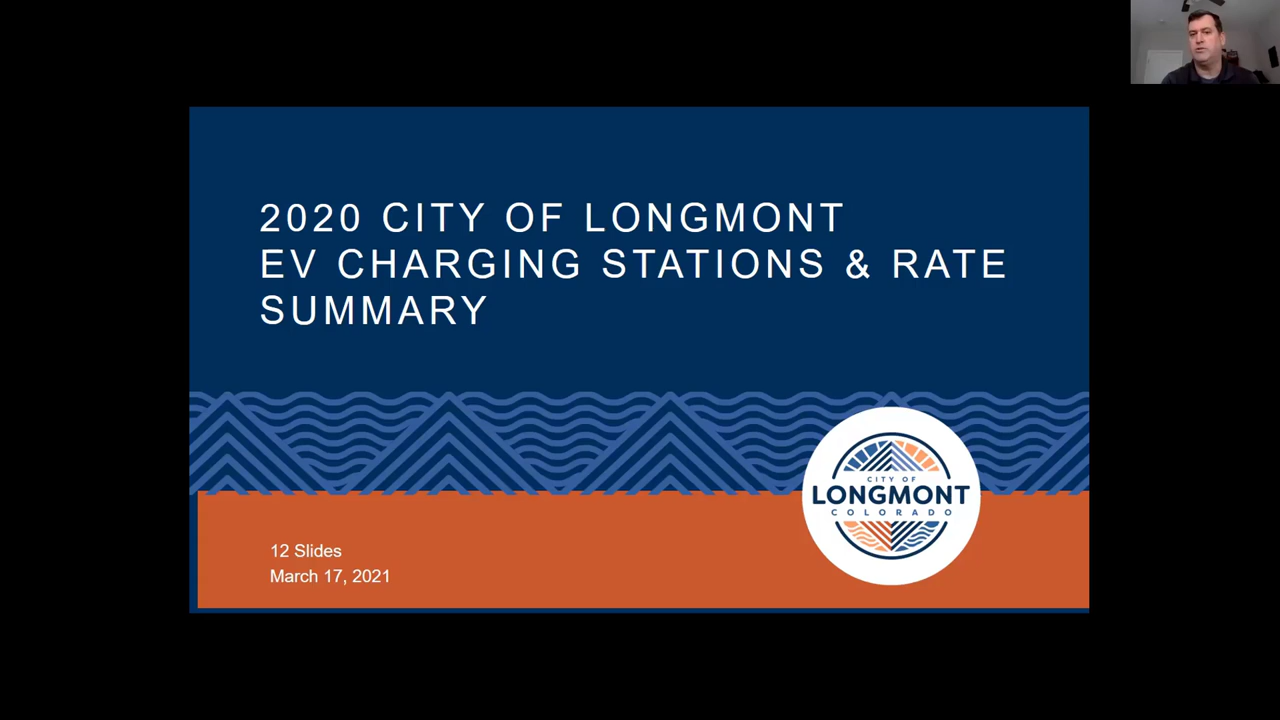 2020 CITY OF LONGMONT
EV CHARGING STATIONS & RATE
SUMMARY
CITY OF
LONGMONT
COLORADO
12 Slides
March 17, 2021